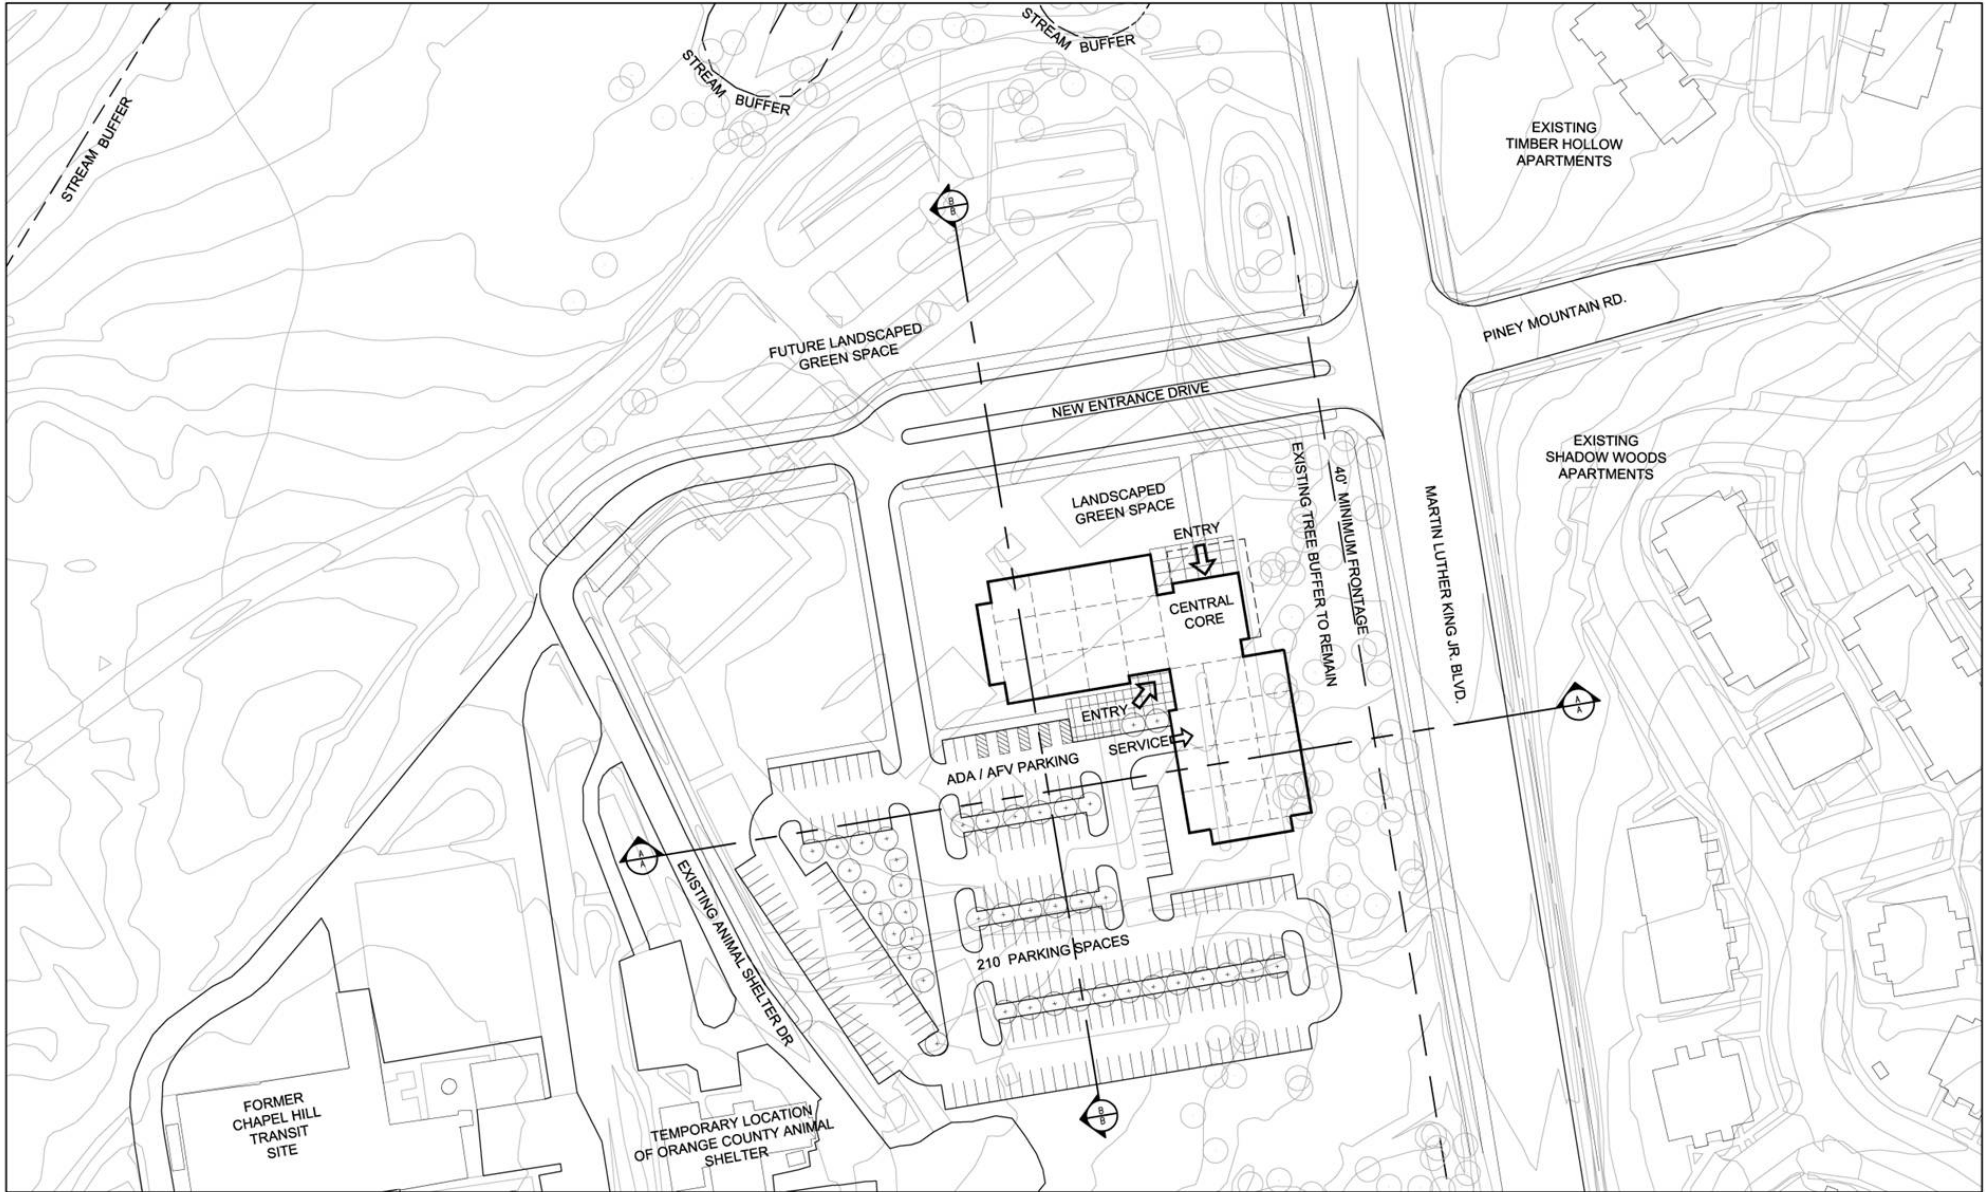 STREAM BUFFER
STREAM BUFFER
STREAM BUFFER
EXISTING
TIMBER HOLLOW
APARTMENTS
B
B
PINEY MOUNTAIN RD.
FUTURE LANDSCAPED
GREEN SPACE
NEW ENTRANCE DRIVE
EXISTING
SHADOW WOODS
APARTMENTS
LANDSCAPED
GREEN SPACE
ENTRY
EXISTING TREE BUFFER TO REMAIN
40' MINIMUM FRONTAGE
MARTIN LUTHER KING JR. BLVD.
CENTRAL
CORE
A
A
ENTRY
SERVICE
ADA / AFV PARKING
A
A
EXISTING ANIMAL SHELTER DR
210 PARKING SPACES
FORMER
CHAPEL HILL
TRANSIT
SITE
TEMPORARY LOCATION
OF ORANGE COUNTY ANIMAL
SHELTER
B
B